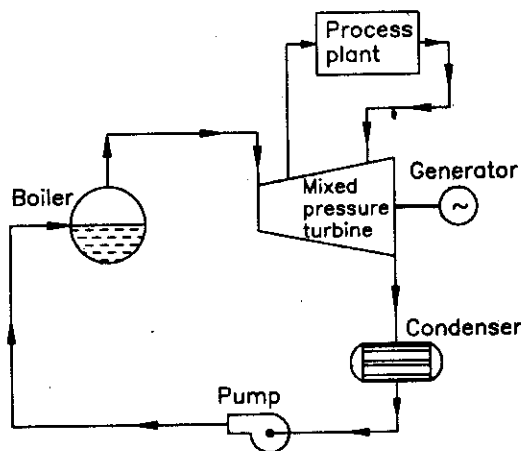 Process
plant
Boiler
Mixed
pressure
turbine
Generator
~
Condenser
Pump